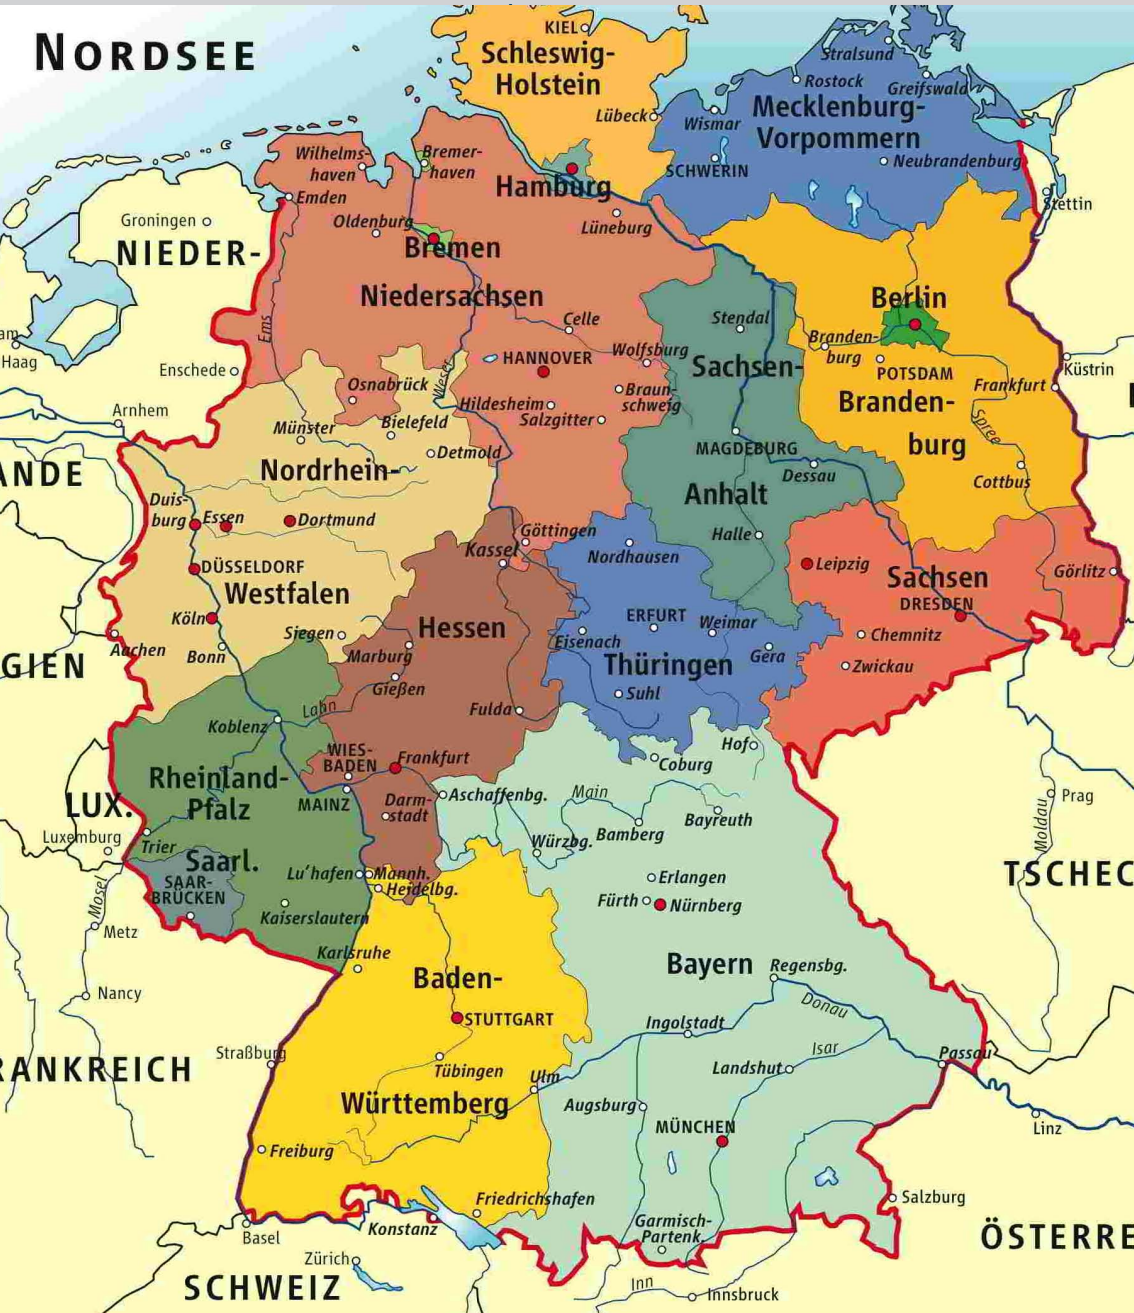 NORDSEE
KIEL
Schleswig-
Holstein
Lübeck
Stralsund
Rostock
Greifswald
Mecklenburg-
Vorpommern
Wismar
SCHWERIN
Neubrandenburg
Stettin
Wilhelms-
haven
Bremer-
haven
Hamburg
Emden
Oldenburg
Lüneburg
Groningen
NIEDER-
Bremen
Niedersachsen
Berlin
Ems
Celle
Stendal
Branden-
burg
am
Haag
Enschede
HANNOVER
Wolfsburg
Sachsen-
POTSDAM
Küstrin
Osnabrück
Weser
Braun-
schweig
Branden-
burg
Frankfurt
Arnhem
Hildesheim
Salzgitter
Münster
Bielefeld
Spree
Detmold
MAGDEBURG
ANDE
Nordrhein-
Dessau
Cottbus
Anhalt
Duis-
burg
Essen
Dortmund
Göttingen
Halle
Kassel
Nordhausen
DÜSSELDORF
Leipzig
Sachsen
Görlitz
Westfalen
DRESDEN
Köln
Hessen
ERFURT
Weimar
Siegen
Eisenach
Chemnitz
Aachen
Bonn
Marburg
Thüringen
Gera
Zwickau
GIEN
Gießen
Suhl
Lahn
Fulda
Koblenz
WIES-
BADEN
Frankfurt
Hof
Coburg
Rheinland-
Pfalz
MAINZ
Darm-
stadt
Aschaffenbg.
Main
Prag
LUX.
Bayreuth
Bamberg
Moldau
Luxemburg
Trier
Würzbg.
Saarl.
SAAR-
BRÜCKEN
Lu'hafen
Mannh.
Heidelbg.
Erlangen
TSCHEC
Mosel
Fürth
Nürnberg
Kaiserslautern
Metz
Karlsruhe
Baden-
Bayern
Regensbg.
Nancy
Donau
STUTTGART
Ingolstadt
Straßburg
Isar
Passau
RANKREICH
Tübingen
Ulm
Landshut
Württemberg
Augsburg
MÜNCHEN
Linz
Freiburg
Friedrichshafen
Salzburg
Konstanz
Garmisch-
Partenk.
Basel
ÖSTERRE
Zürich
SCHWEIZ
Inn
Innsbruck